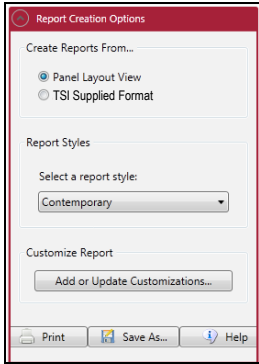 Report Creation Options
Create Reports From...
Panel Layout View
TSI Supplied Format
Report Styles
Select a report style:
Contemporary
Customize Report
Add or Update Customizations...
Print Save As... Help